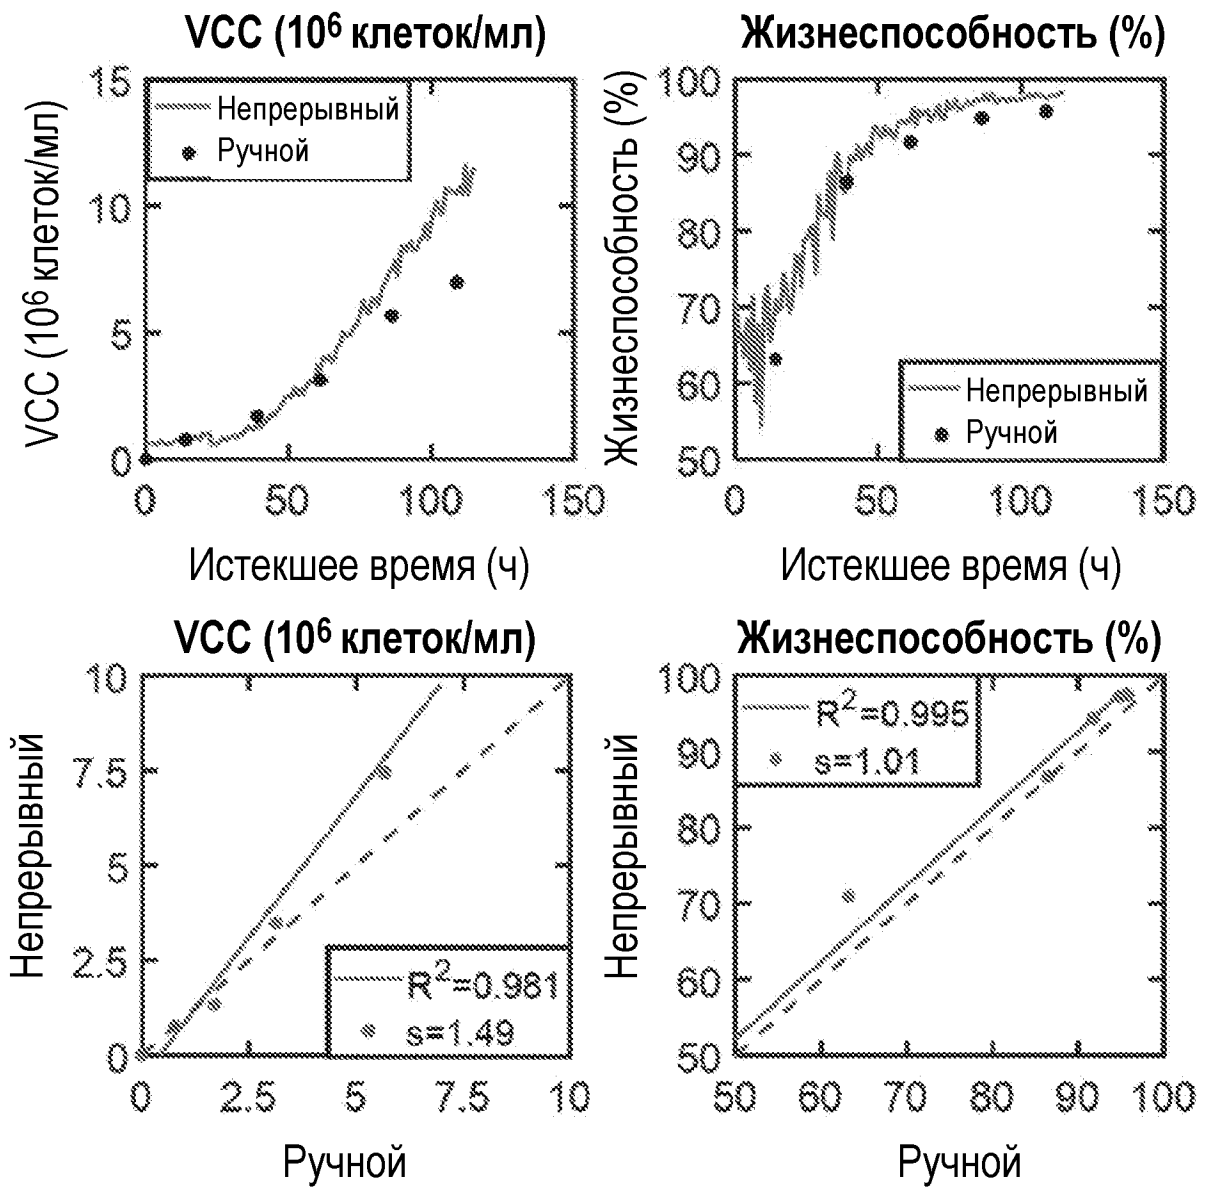 VCC (10⁶ клеток/мл)
VCC (10⁶ клеток/мл)
15
10
5
0
Непрерывный
Ручной
0 50 100 150
Истекшее время (ч)
Жизнеспособность (%)
Жизнеспособность (%)
100
90
80
70
60
50
Непрерывный
Ручной
0 50 100 150
Истекшее время (ч)
VCC (10⁶ клеток/мл)
Непрерывный
10
7.5
5
2.5
0
R²=0.981
s=1.49
0 2.5 5 7.5 10
Ручной
Жизнеспособность (%)
Непрерывный
100
90
80
70
60
50
R²=0.995
s=1.01
50 60 70 80 90 100
Ручной